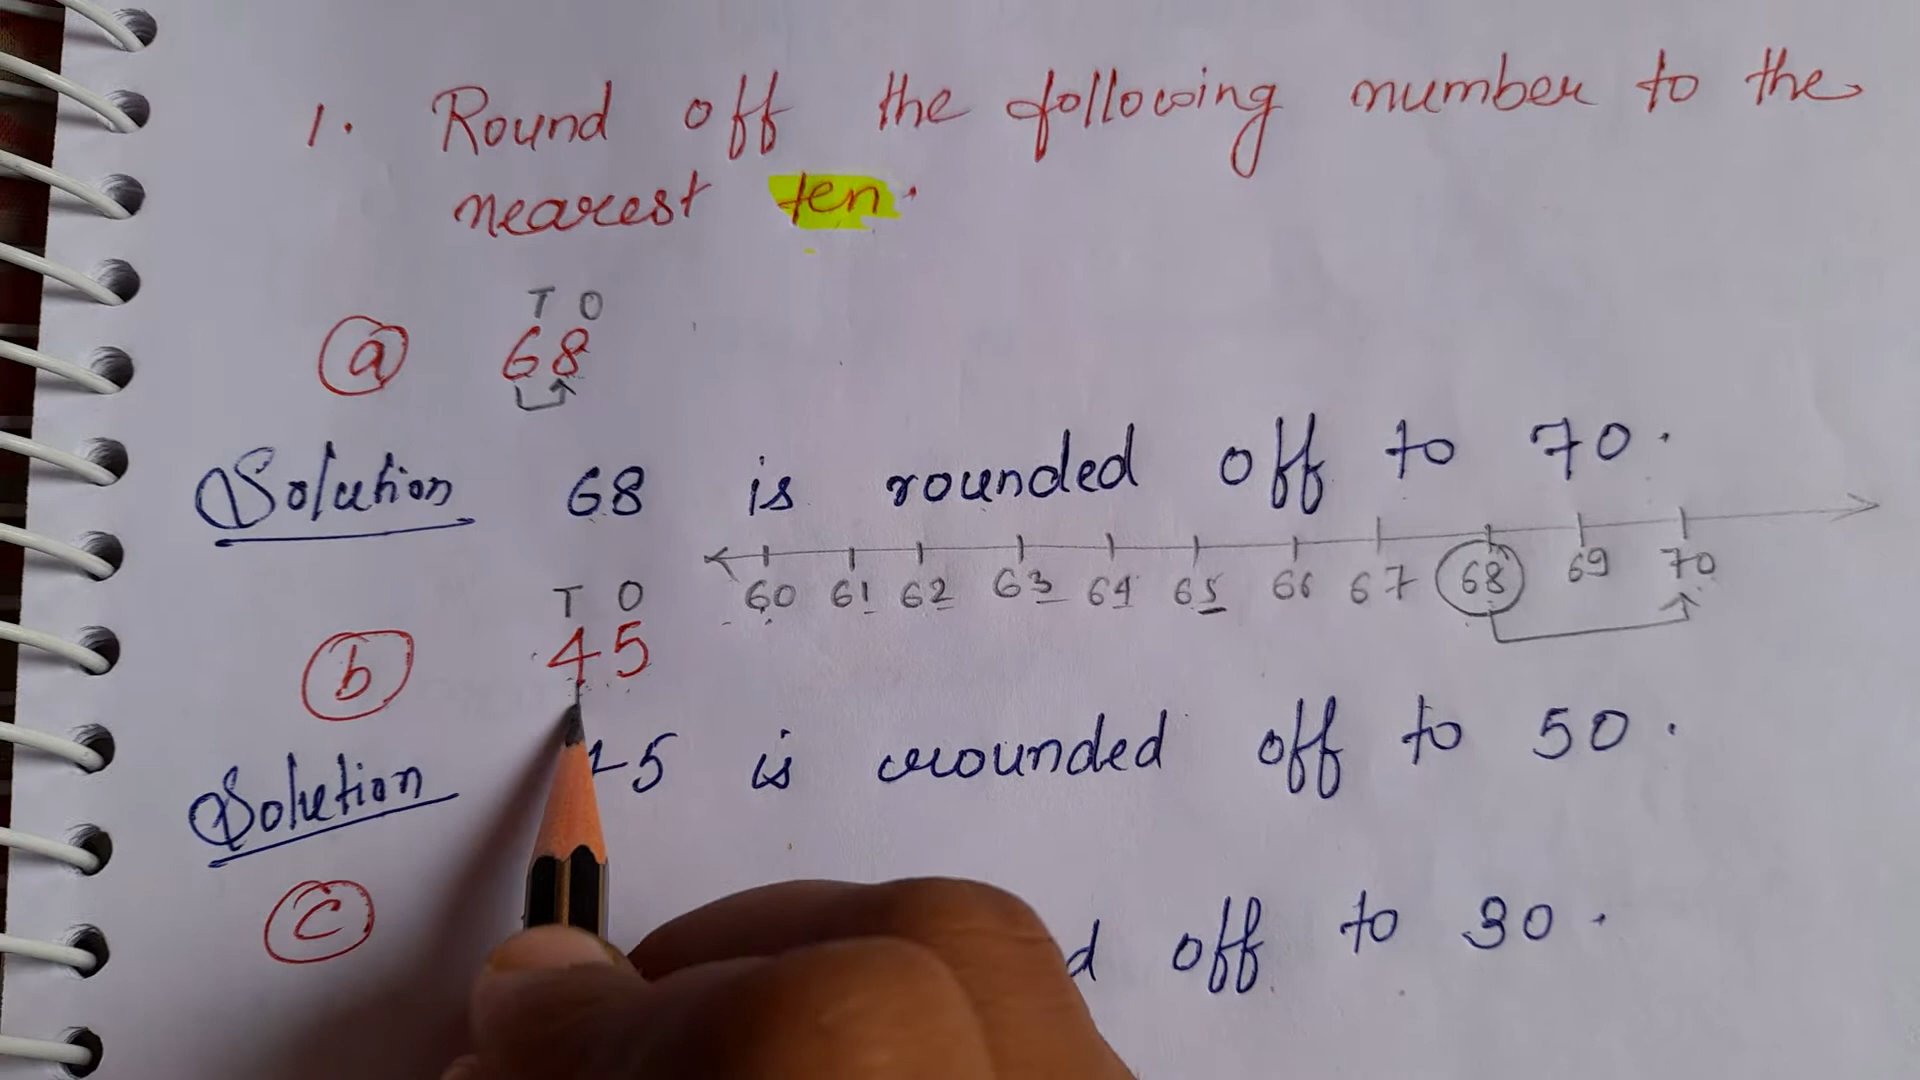 1. Round off the following number to the
nearest ten.
T O
a 68
Solution 68 is rounded off to 70.
60 61 62 63 64 65 66 67 68 69 70
T O
b 45
Solution 45 is rounded off to 50.
c off to 30.